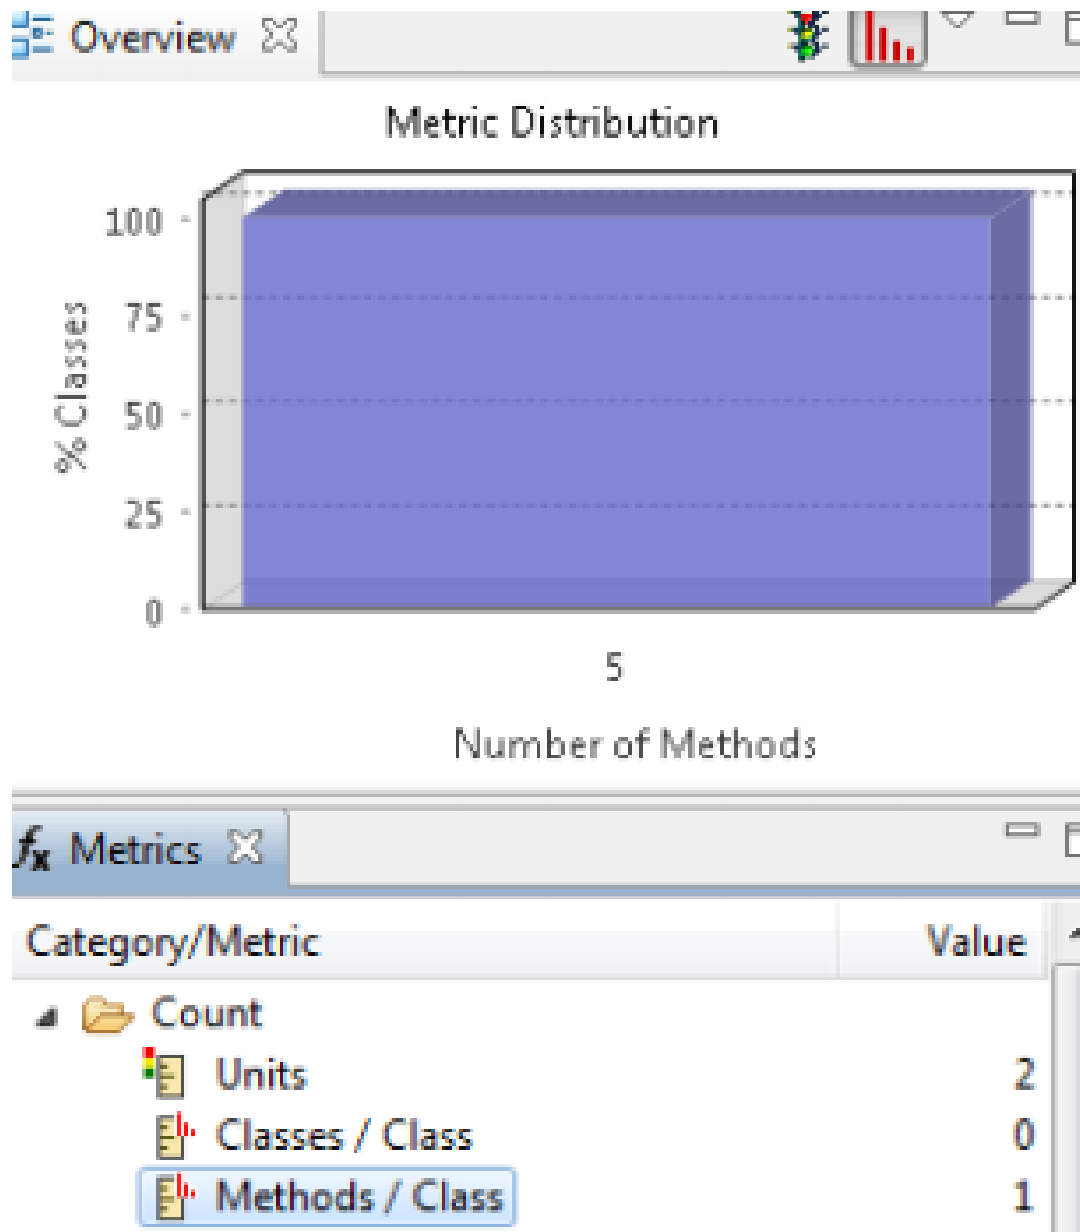 Overview
Metric Distribution
100
75
50
25
0
% Classes
5
Number of Methods
fx Metrics
Category/Metric Value
Count
Units 2
Classes / Class 0
Methods / Class 1